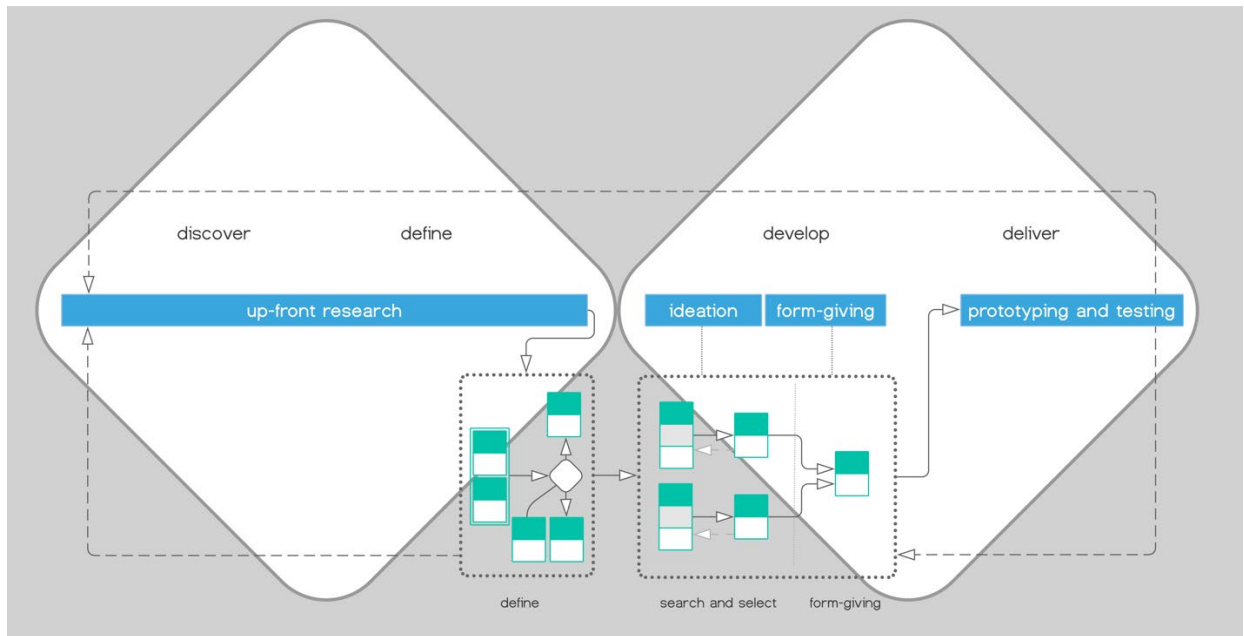 discover
define
develop
deliver
up-front research
ideation
form-giving
prototyping and testing
define
search and select
form-giving